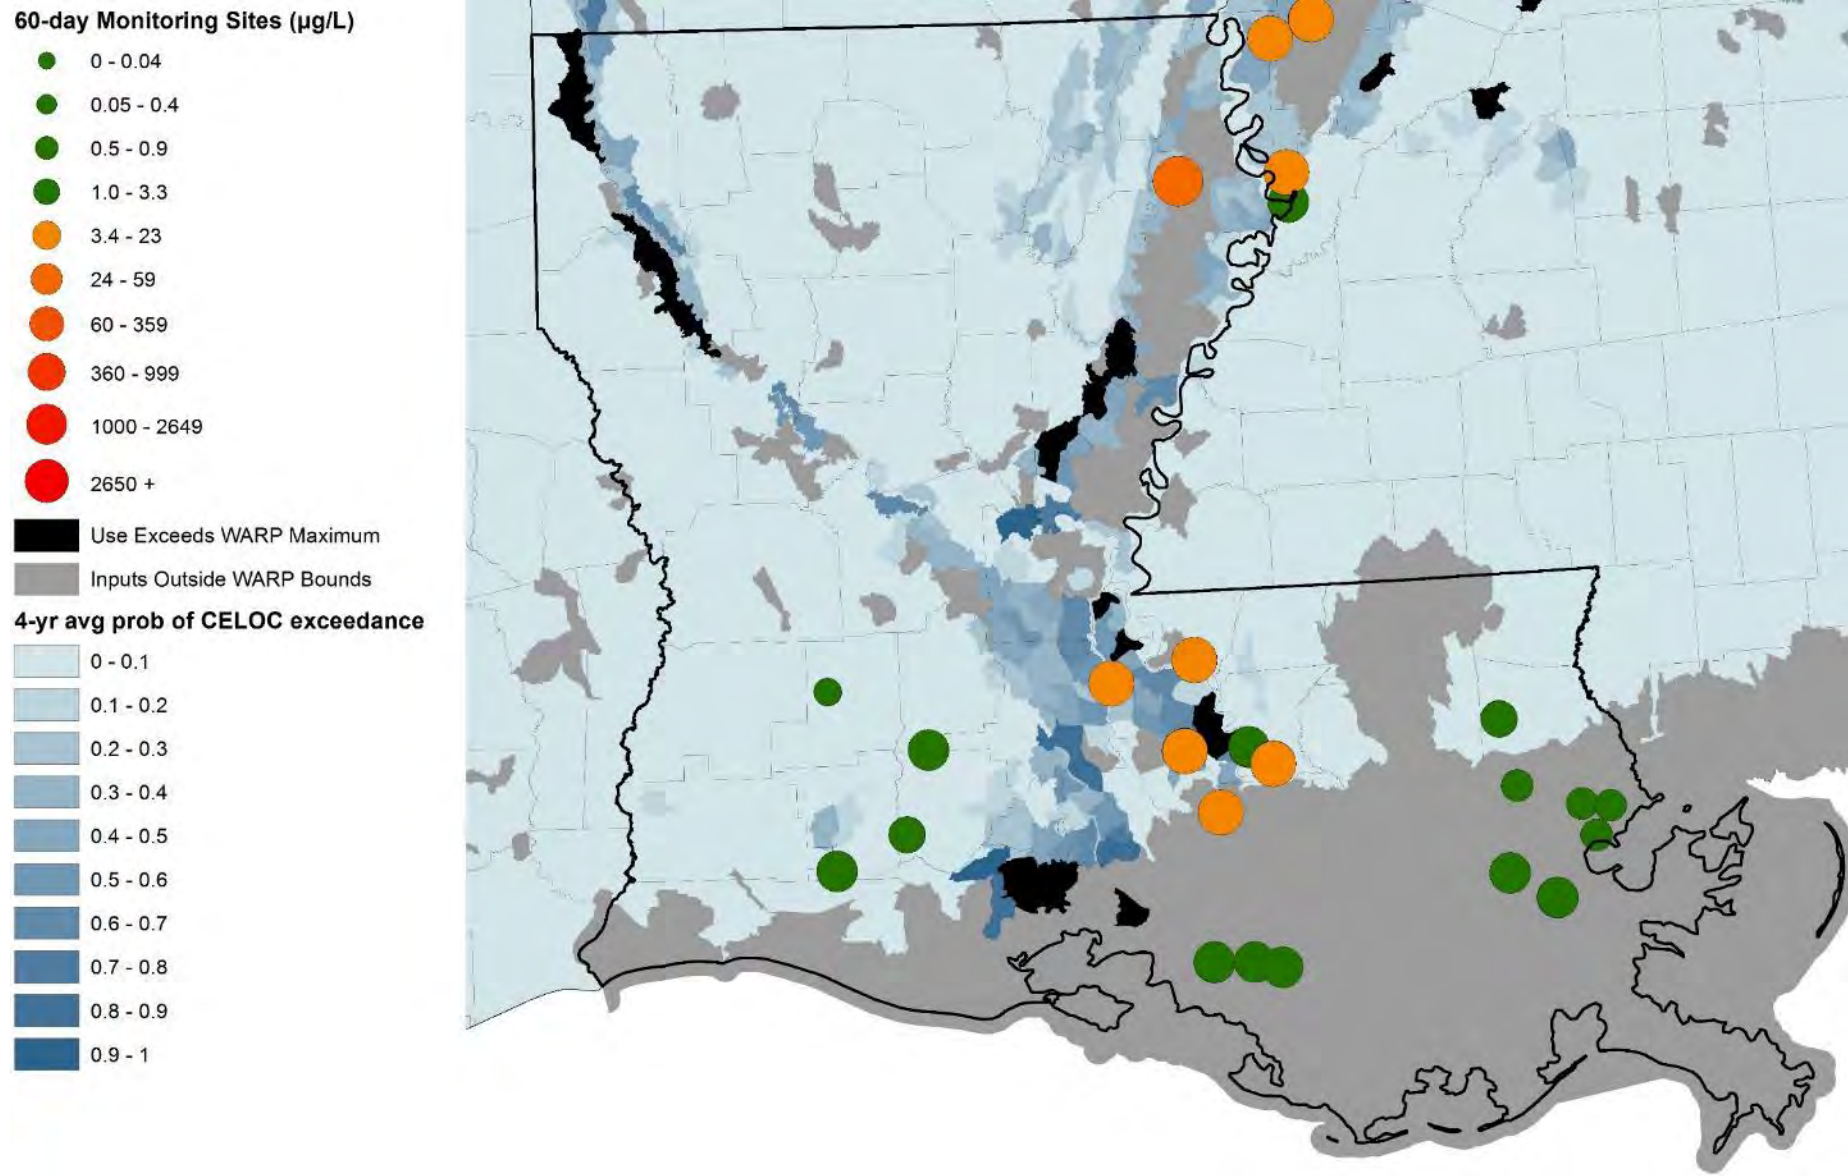 60-day Monitoring Sites (µg/L)
0 - 0.04
0.05 - 0.4
0.5 - 0.9
1.0 - 3.3
3.4 - 23
24 - 59
60 - 359
360 - 999
1000 - 2649
2650 +
Use Exceeds WARP Maximum
Inputs Outside WARP Bounds
4-yr avg prob of CELOC exceedance
0 - 0.1
0.1 - 0.2
0.2 - 0.3
0.3 - 0.4
0.4 - 0.5
0.5 - 0.6
0.6 - 0.7
0.7 - 0.8
0.8 - 0.9
0.9 - 1